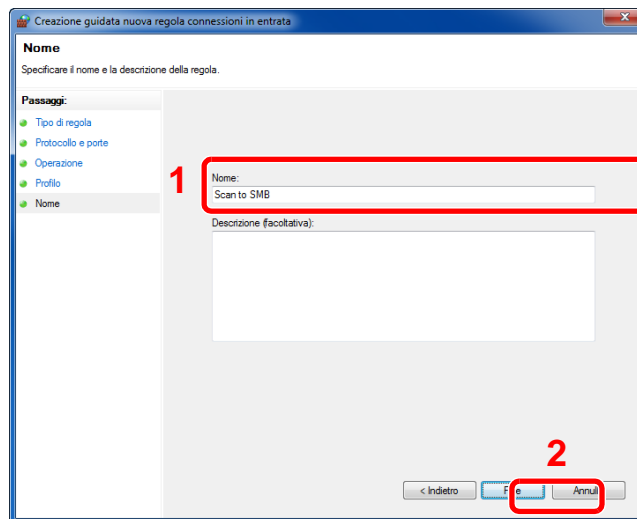 Creazione guidata nuova regola connessioni in entrata
Nome
Specificare il nome e la descrizione della regola.
Passaggi:
Tipo di regola
Protocollo e porte
Operazione
Profilo
Nome
1
Nome:
Scan to SMB
Descrizione (facoltativa):
2
< Indietro